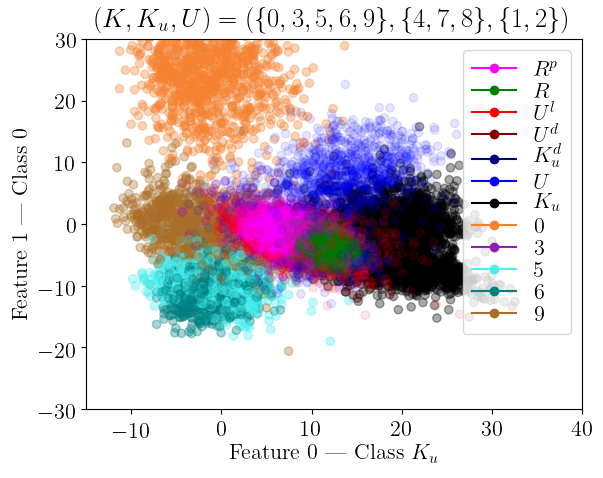 (K, K_u, U) = ({0, 3, 5, 6, 9}, {4, 7, 8}, {1, 2})
30
20
10
0
−10
−20
−30
Feature 1 — Class 0
R^p
R
U^l
U^d
K_u^d
U
K_u
0
3
5
6
9
−10
0
10
20
30
40
Feature 0 — Class K_u